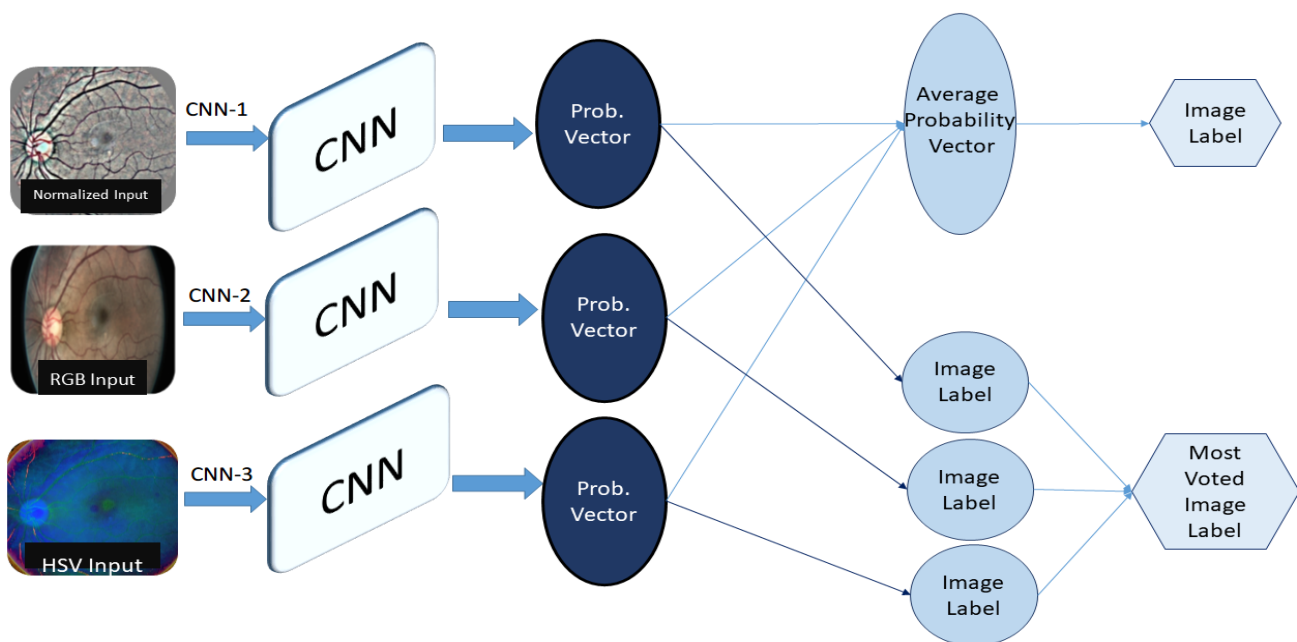 CNN-1
Normalized Input
CNN
Prob.
Vector
Average
Probability
Vector
Image
Label
CNN-2
RGB Input
CNN
Prob.
Vector
CNN-3
HSV Input
CNN
Prob.
Vector
Image
Label
Image
Label
Image
Label
Most
Voted
Image
Label